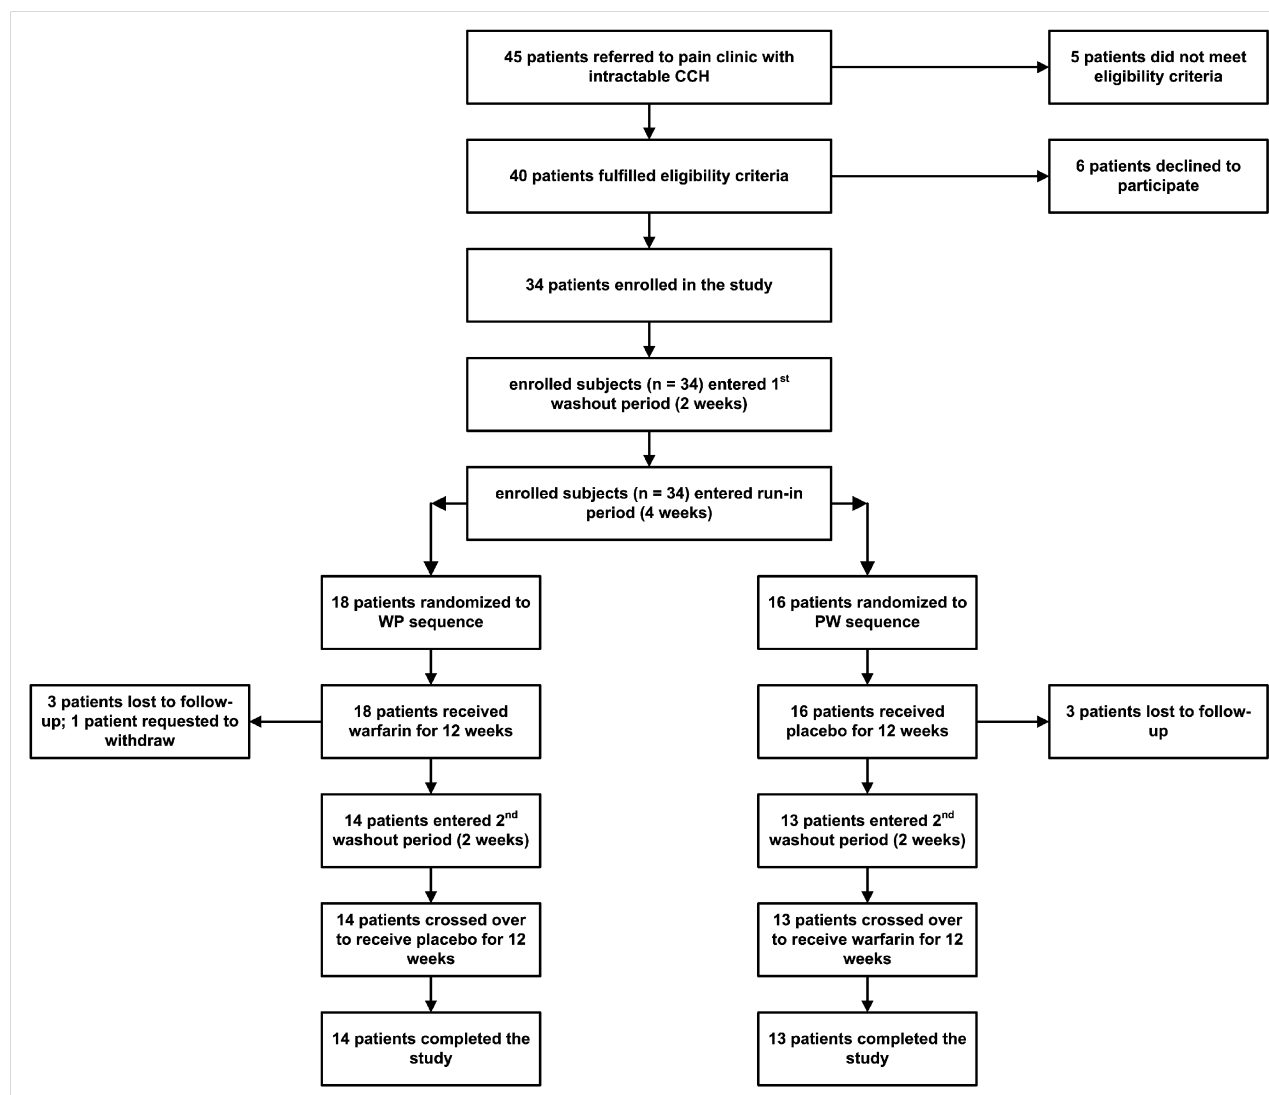 45 patients referred to pain clinic with
intractable CCH
5 patients did not meet
eligibility criteria
40 patients fulfilled eligibility criteria
6 patients declined to
participate
34 patients enrolled in the study
enrolled subjects (n = 34) entered 1st
washout period (2 weeks)
enrolled subjects (n = 34) entered run-in
period (4 weeks)
18 patients randomized to
WP sequence
16 patients randomized to
PW sequence
3 patients lost to follow-
up; 1 patient requested to
withdraw
18 patients received
warfarin for 12 weeks
16 patients received
placebo for 12 weeks
3 patients lost to follow-
up
14 patients entered 2nd
washout period (2 weeks)
13 patients entered 2nd
washout period (2 weeks)
14 patients crossed over
to receive placebo for 12
weeks
13 patients crossed over
to receive warfarin for 12
weeks
14 patients completed the
study
13 patients completed the
study